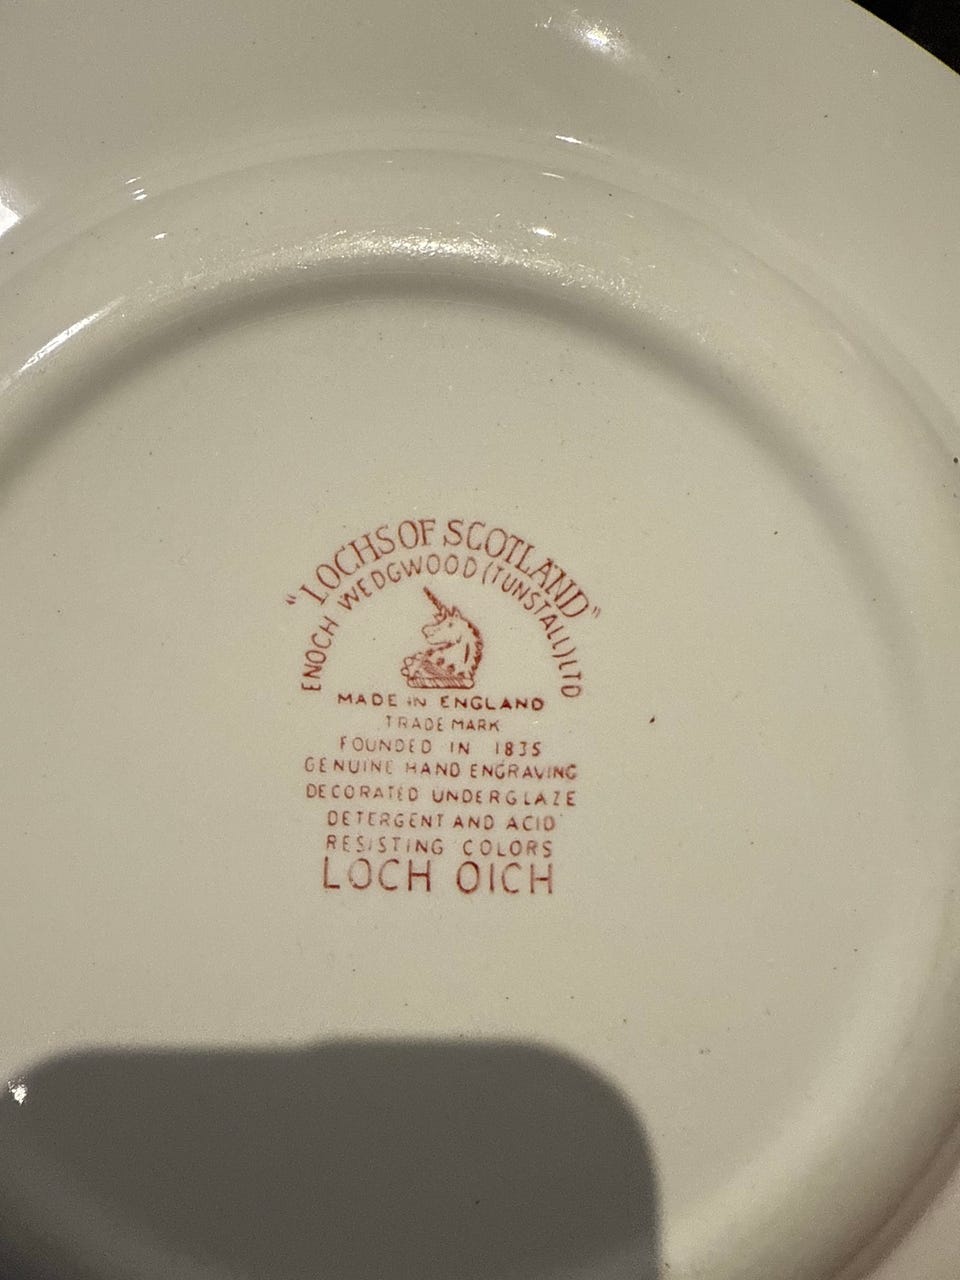 "LOCHS OF SCOTLAND"
ENOCH WEDGWOOD (TUNSTALL) LTD
MADE IN ENGLAND
TRADE MARK
FOUNDED IN 1835
GENUINE HAND ENGRAVING
DECORATED UNDERGLAZE
DETERGENT AND ACID
RESISTING COLORS
LOCH OICH